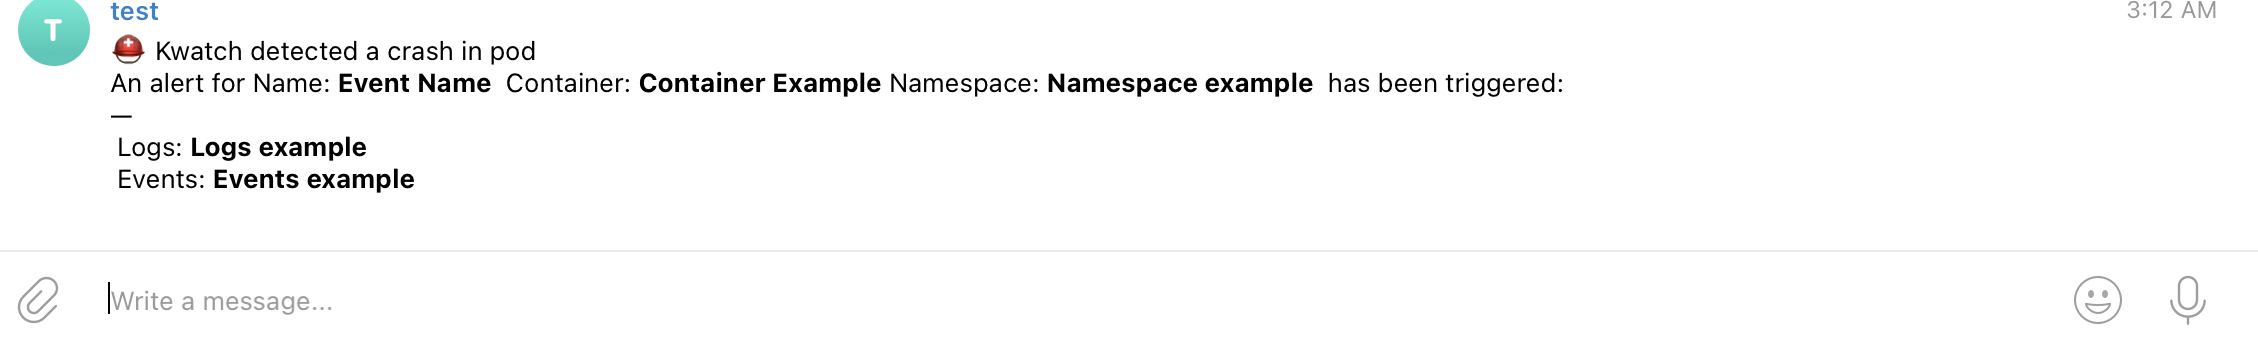 T
test
3:12 AM
⛑ Kwatch detected a crash in pod
An alert for Name: Event Name  Container: Container Example Namespace: Namespace example  has been triggered:
—
Logs: Logs example
Events: Events example
Write a message...